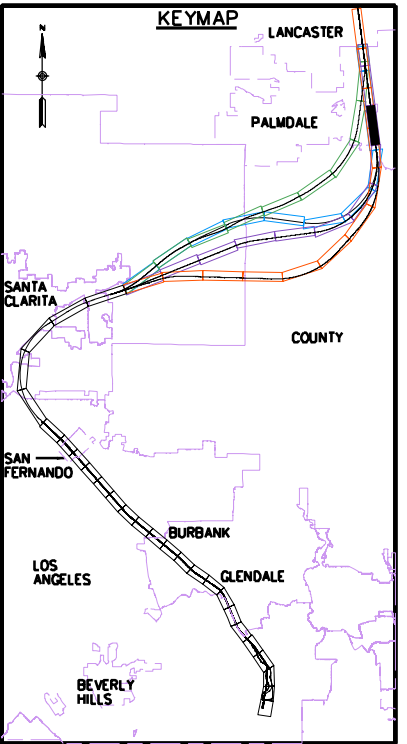 KEYMAP
N
LANCASTER
PALMDALE
SANTA
CLARITA
COUNTY
SAN
FERNANDO
BURBANK
LOS
ANGELES
GLENDALE
BEVERLY
HILLS